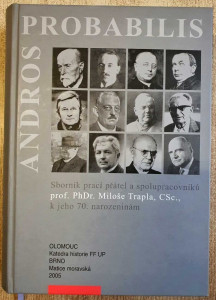 ANDROS
PROBABILIS
Sborník prací přátel a spolupracovníků
prof. PhDr. Miloše Trapla, CSc.,
k jeho 70. narozeninám
OLOMOUC
Katedra historie FF UP
BRNO
Matice moravská
2005